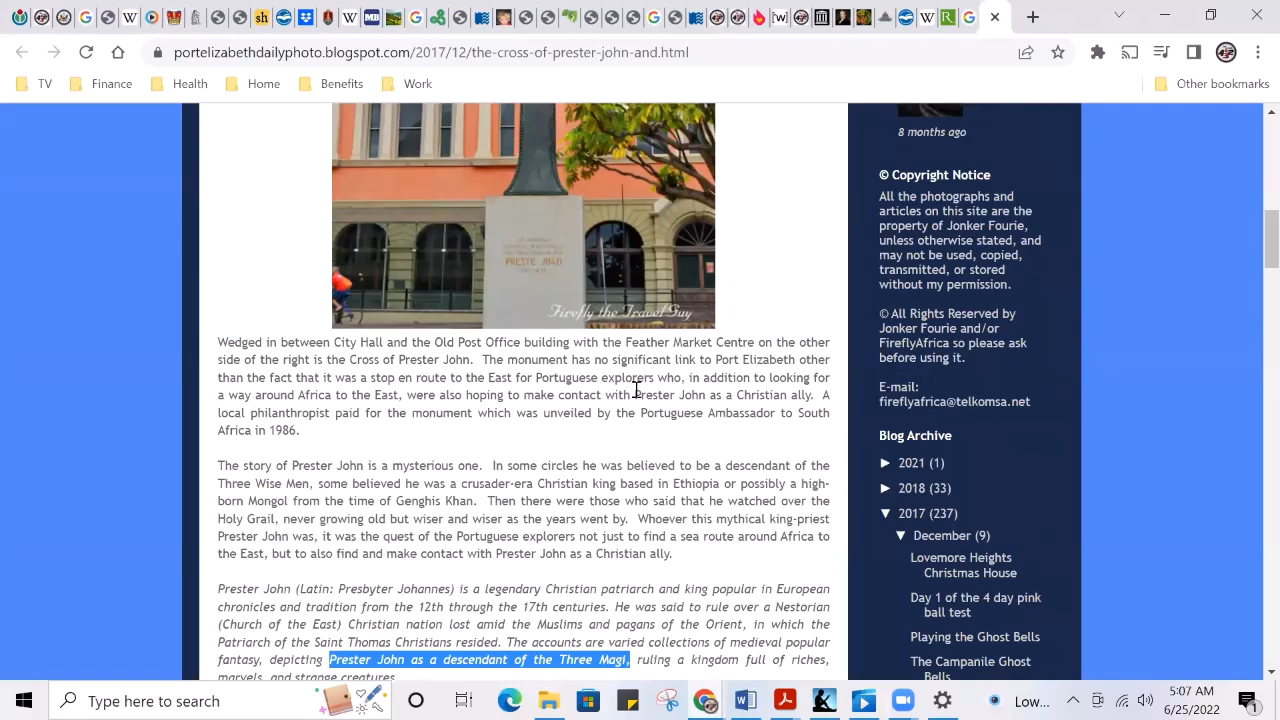 portelizabethdailyphoto.blogspot.com/2017/12/the-cross-of-prester-john-and.html
TV Finance Health Home Benefits Work Other bookmarks
PRESTE JOÃO
Firefly the Travel Guy
Wedged in between City Hall and the Old Post Office building with the Feather Market Centre on the other
side of the right is the Cross of Prester John. The monument has no significant link to Port Elizabeth other
than the fact that it was a stop en route to the East for Portuguese explorers who, in addition to looking for
a way around Africa to the East, were also hoping to make contact with Prester John as a Christian ally. A
local philanthropist paid for the monument which was unveiled by the Portuguese Ambassador to South
Africa in 1986.
The story of Prester John is a mysterious one. In some circles he was believed to be a descendant of the
Three Wise Men, some believed he was a crusader-era Christian king based in Ethiopia or possibly a high-
born Mongol from the time of Genghis Khan. Then there were those who said that he watched over the
Holy Grail, never growing old but wiser and wiser as the years went by. Whoever this mythical king-priest
Prester John was, it was the quest of the Portuguese explorers not just to find a sea route around Africa to
the East, but to also find and make contact with Prester John as a Christian ally.
Prester John (Latin: Presbyter Johannes) is a legendary Christian patriarch and king popular in European
chronicles and tradition from the 12th through the 17th centuries. He was said to rule over a Nestorian
(Church of the East) Christian nation lost amid the Muslims and pagans of the Orient, in which the
Patriarch of the Saint Thomas Christians resided. The accounts are varied collections of medieval popular
fantasy, depicting Prester John as a descendant of the Three Magi, ruling a kingdom full of riches,
marvels, and strange creatures.
8 months ago
© Copyright Notice
All the photographs and
articles on this site are the
property of Jonker Fourie,
unless otherwise stated, and
may not be used, copied,
transmitted, or stored
without my permission.
© All Rights Reserved by
Jonker Fourie and/or
FireflyAfrica so please ask
before using it.
E-mail:
fireflyafrica@telkomsa.net
Blog Archive
► 2021 (1)
► 2018 (33)
▼ 2017 (237)
▼ December (9)
Lovemore Heights
Christmas House
Day 1 of the 4 day pink
ball test
Playing the Ghost Bells
The Campanile Ghost
Bells
Type here to search
Low...
5:07 AM
6/25/2022